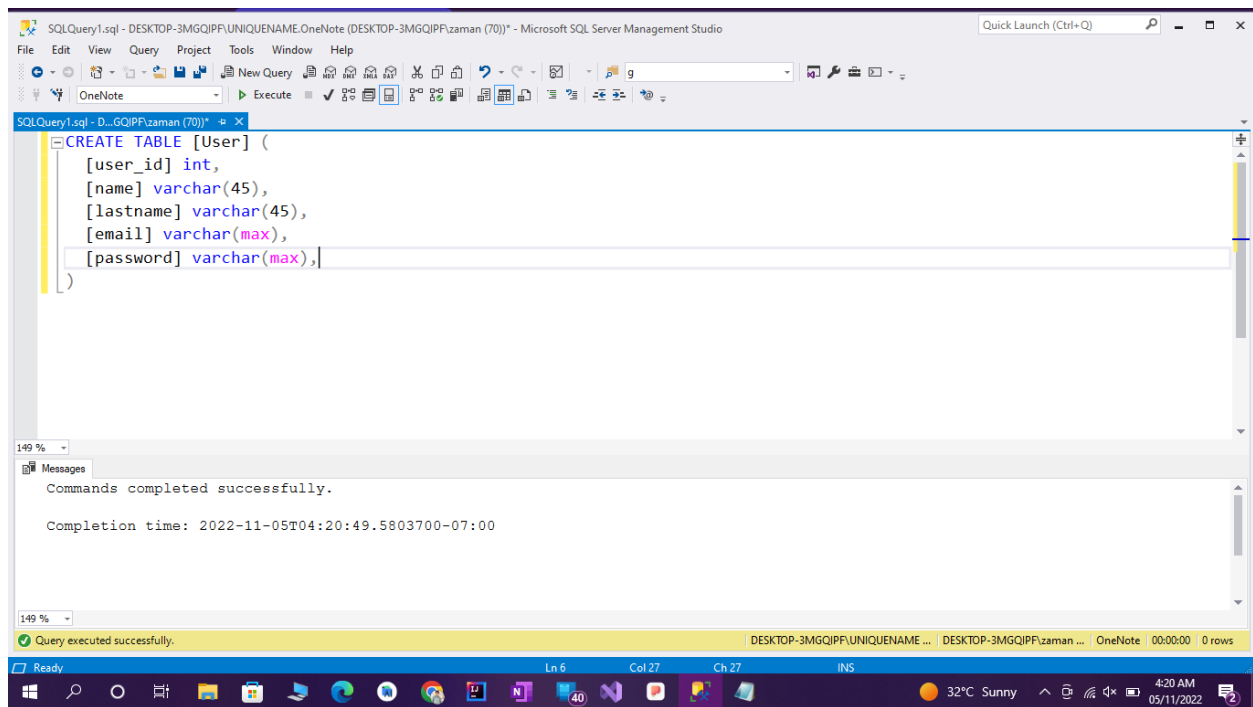 SQLQuery1.sql - DESKTOP-3MGQIPF\UNIQUENAME.OneNote (DESKTOP-3MGQIPF\zaman (70))* - Microsoft SQL Server Management Studio
Quick Launch (Ctrl+Q)
File Edit View Query Project Tools Window Help
New Query
g
OneNote
Execute
SQLQuery1.sql - D...GQIPF\zaman (70))*
CREATE TABLE [User] (
[user_id] int,
[name] varchar(45),
[lastname] varchar(45),
[email] varchar(max),
[password] varchar(max),
)
149 %
Messages
Commands completed successfully.
Completion time: 2022-11-05T04:20:49.5803700-07:00
149 %
Query executed successfully.
DESKTOP-3MGQIPF\UNIQUENAME ... DESKTOP-3MGQIPF\zaman ... OneNote 00:00:00 0 rows
Ready Ln 6 Col 27 Ch 27 INS
40
32°C Sunny
4:20 AM
05/11/2022
2